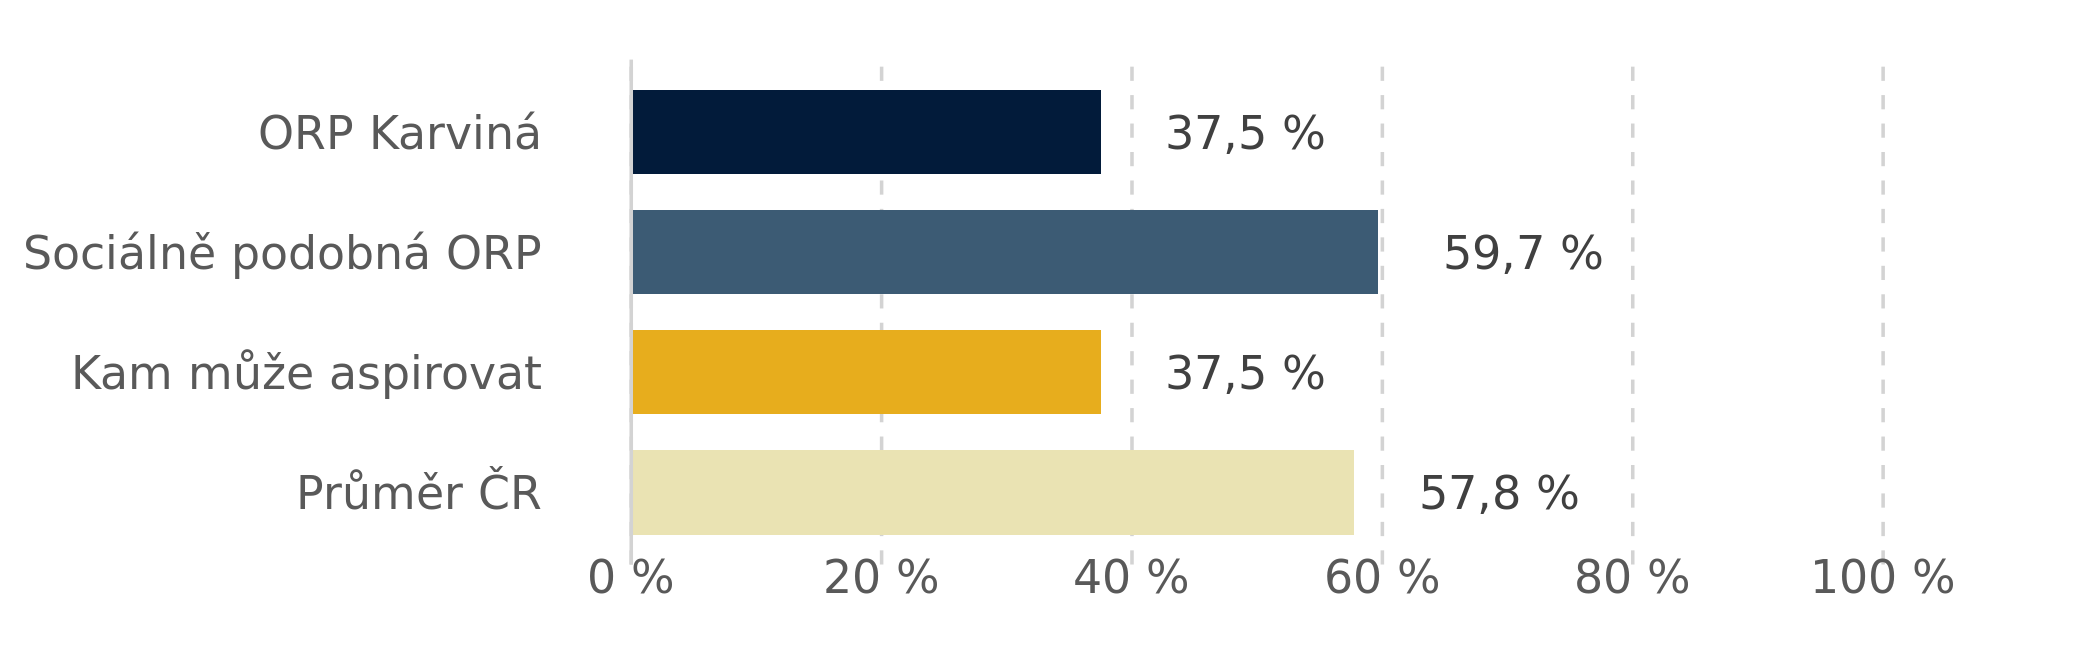 ORP Karviná
37,5 %
Sociálně podobná ORP
59,7 %
Kam může aspirovat
37,5 %
Průměr ČR
57,8 %
0 % 20 % 40 % 60 % 80 % 100 %